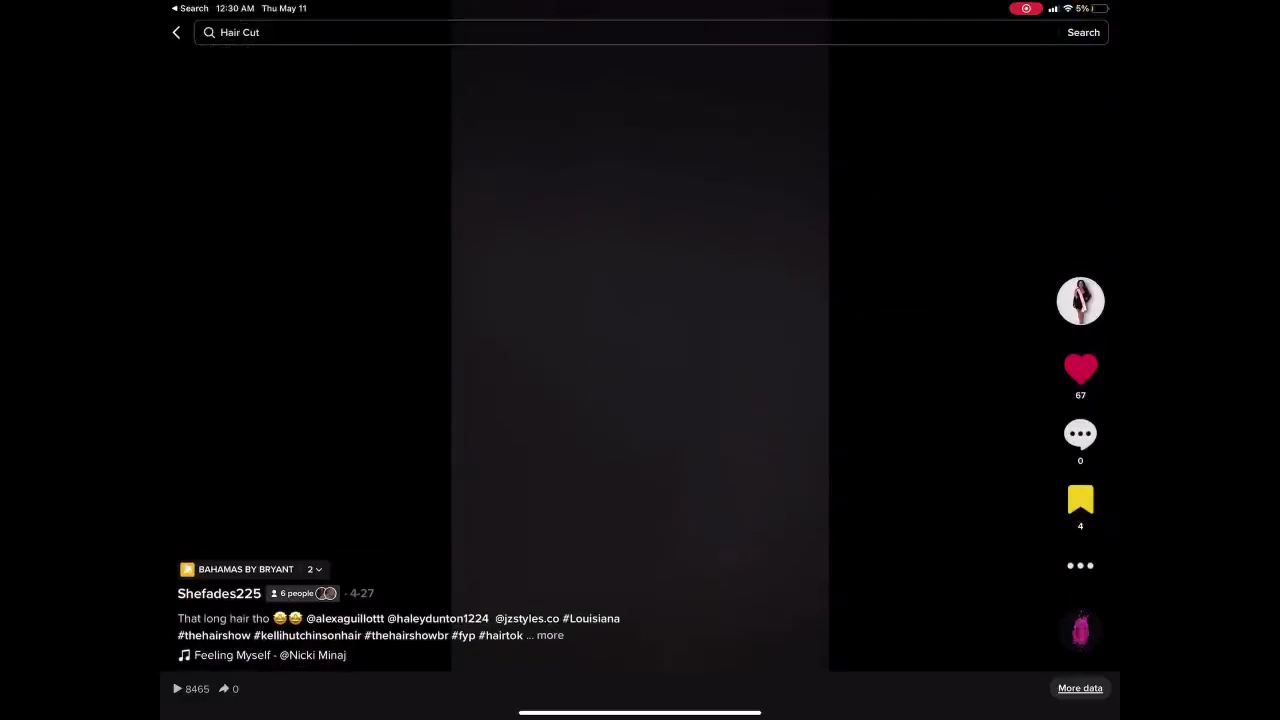 Search 12:30 AM Thu May 11 5%
Hair Cut Search
67
0
4
BAHAMAS BY BRYANT 2
Shefades225 6 people · 4-27
That long hair tho 🤩🤩 @alexaguillottt @haleydunton1224 @jzstyles.co #Louisiana
#thehairshow #kellihutchinsonhair #thehairshowbr #fyp #hairtok ... more
Feeling Myself - @Nicki Minaj
8465 0 More data